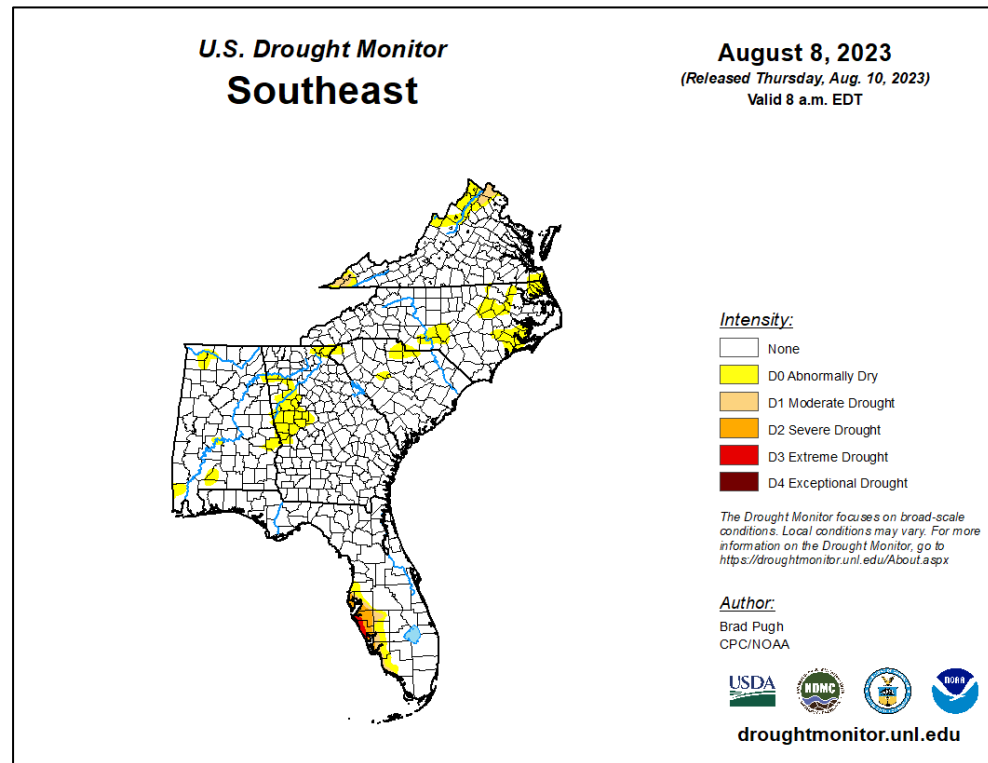 U.S. Drought Monitor
Southeast
August 8, 2023
(Released Thursday, Aug. 10, 2023)
Valid 8 a.m. EDT
Intensity:
None
D0 Abnormally Dry
D1 Moderate Drought
D2 Severe Drought
D3 Extreme Drought
D4 Exceptional Drought
The Drought Monitor focuses on broad-scale
conditions. Local conditions may vary. For more
information on the Drought Monitor, go to
https://droughtmonitor.unl.edu/About.aspx
Author:
Brad Pugh
CPC/NOAA
USDA
NDMC
NOAA
droughtmonitor.unl.edu